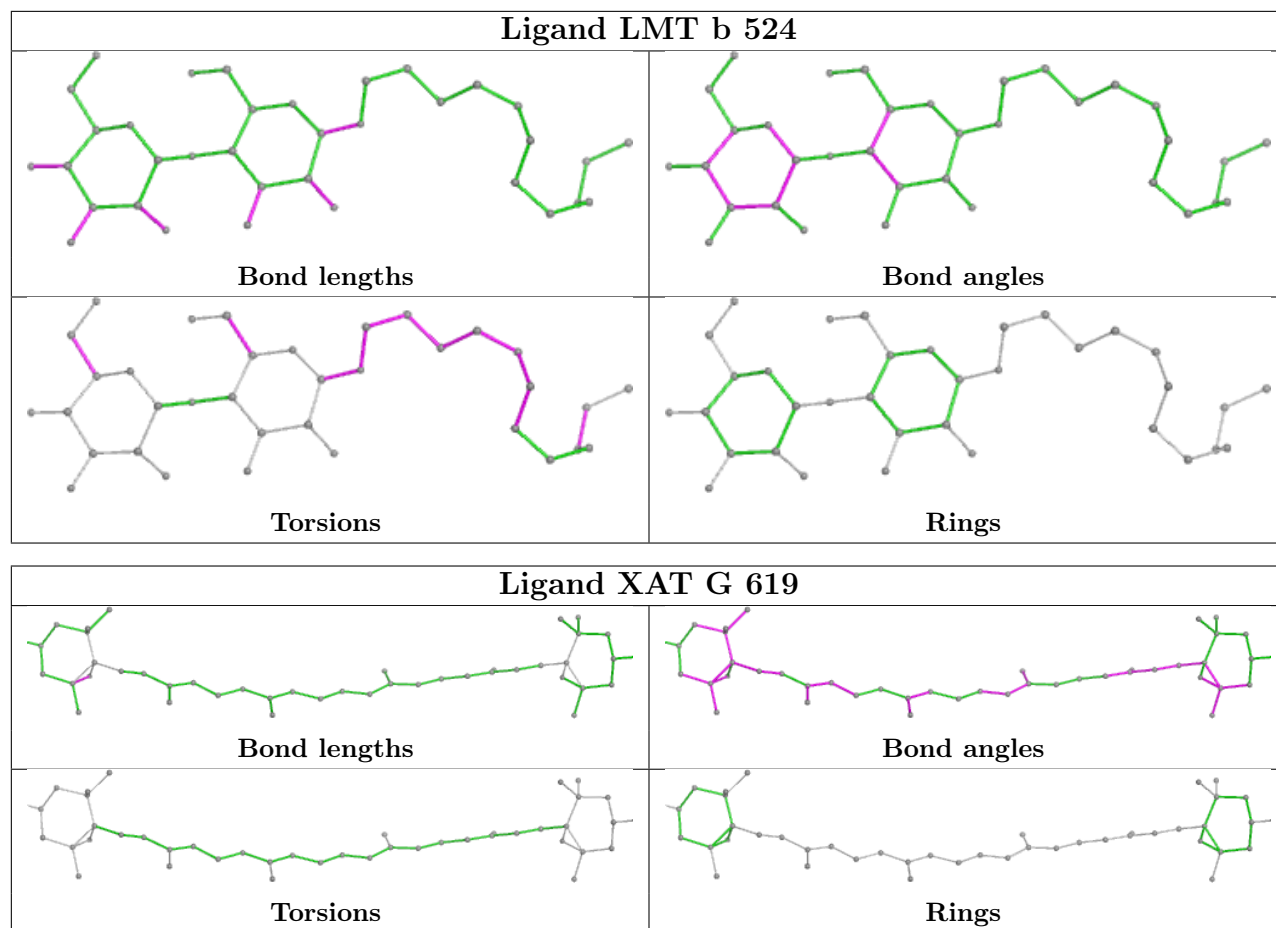 Ligand LMT b 524
Bond lengths
Bond angles
Torsions
Rings
Ligand XAT G 619
Bond lengths
Bond angles
Torsions
Rings